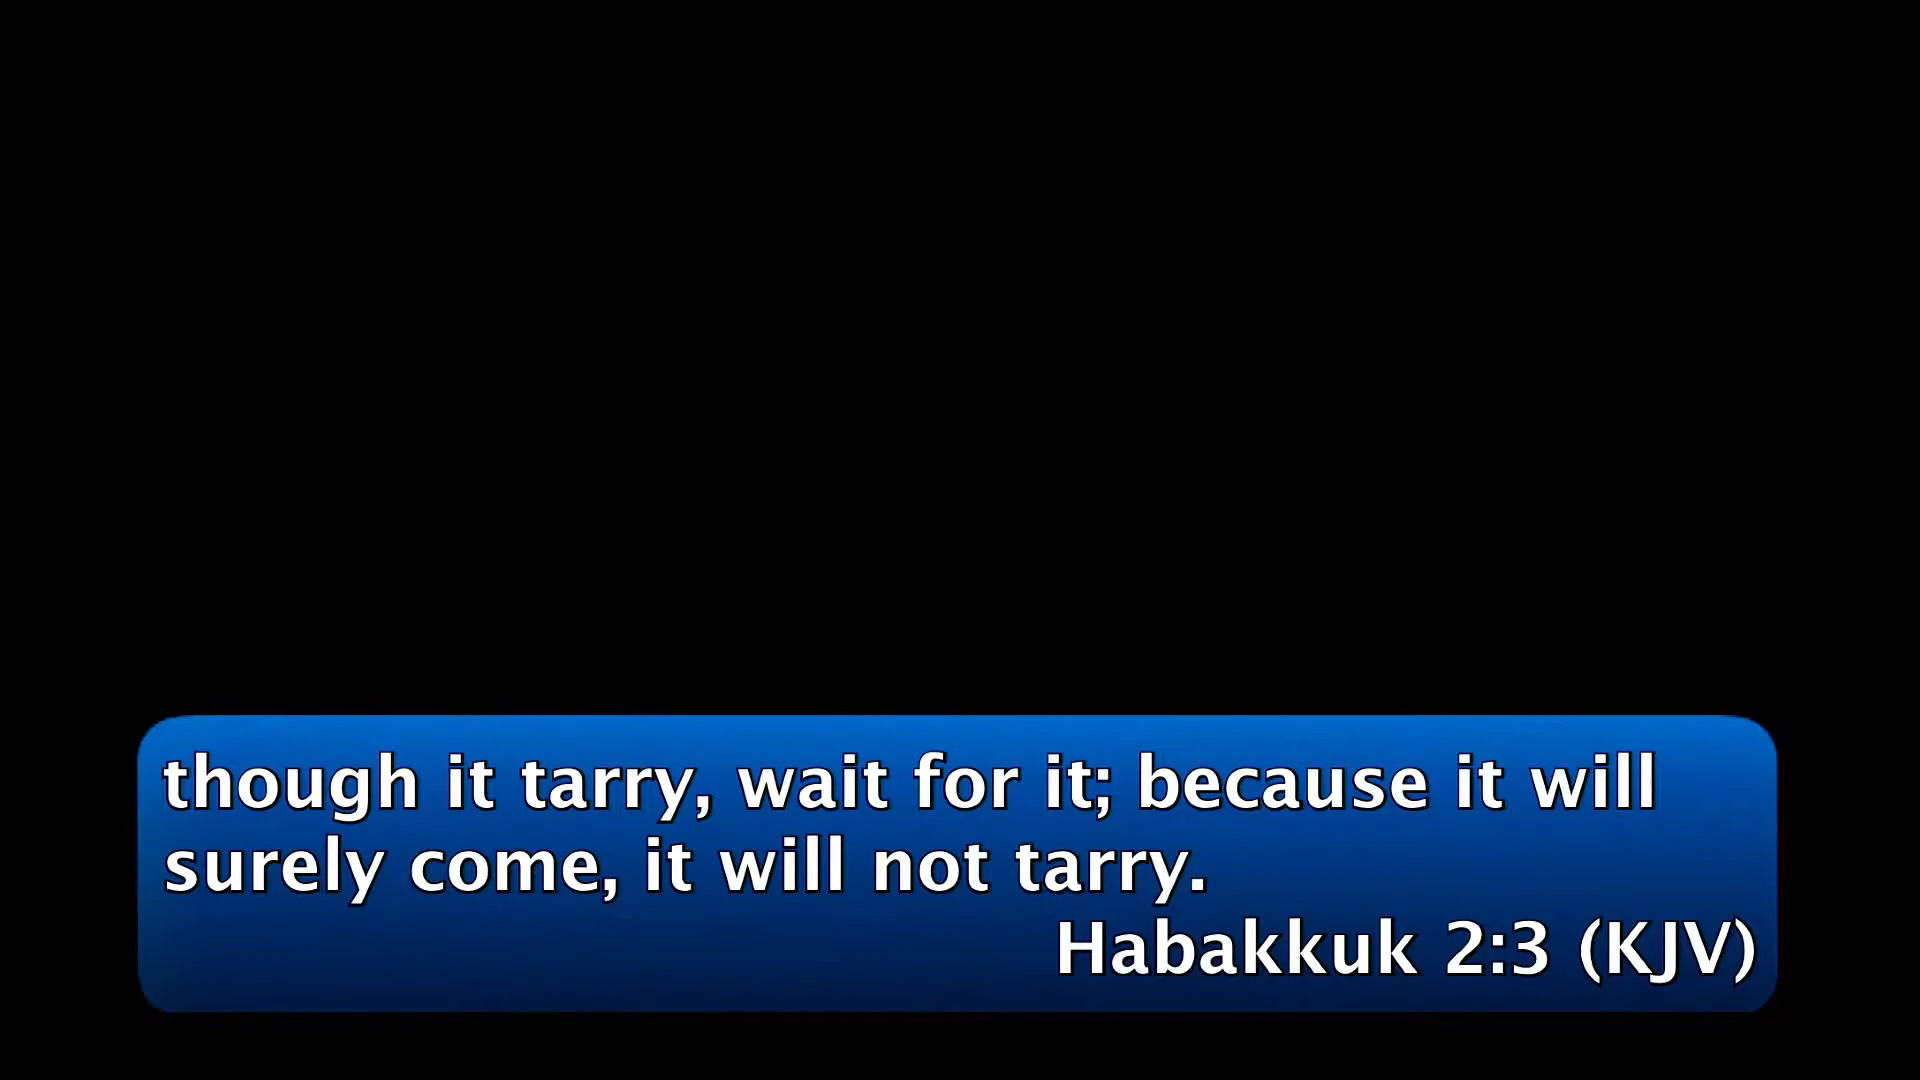 though it tarry, wait for it; because it will
surely come, it will not tarry.
Habakkuk 2:3 (KJV)